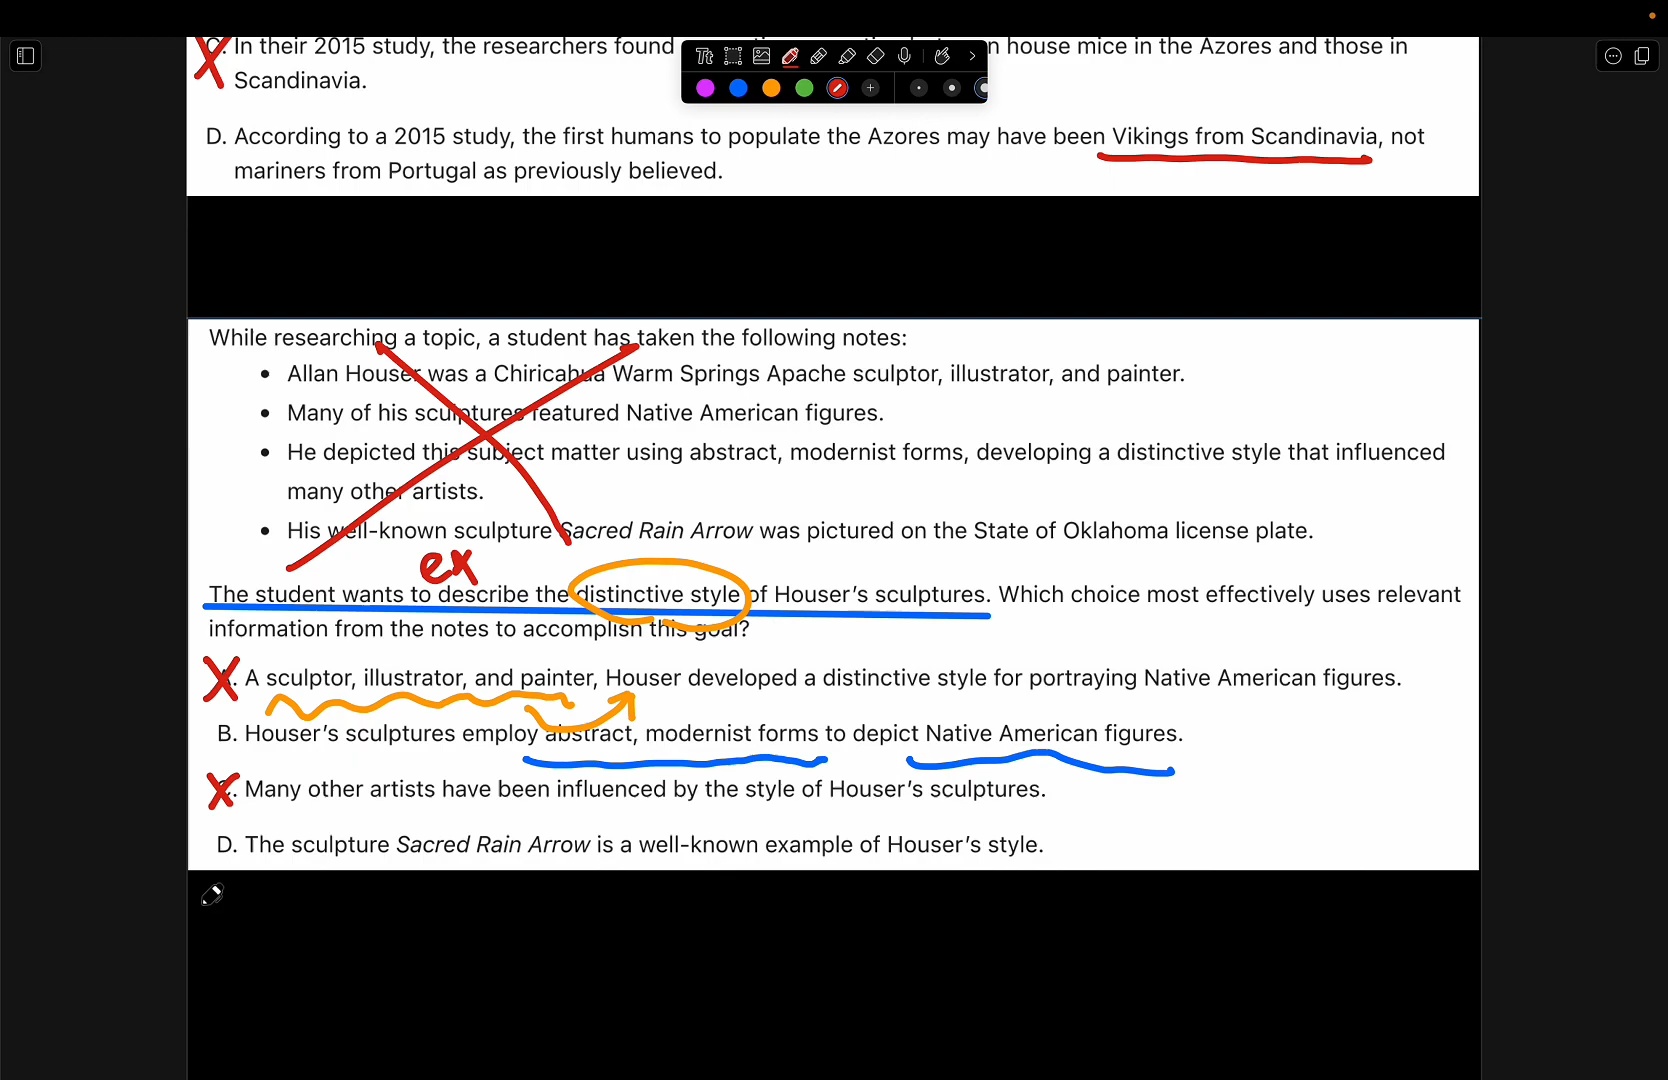 In their 2015 study, the researchers found house mice in the Azores and those in
Scandinavia.
D. According to a 2015 study, the first humans to populate the Azores may have been Vikings from Scandinavia, not
mariners from Portugal as previously believed.
While researching a topic, a student has taken the following notes:
• Allan Houser was a Chiricahua Warm Springs Apache sculptor, illustrator, and painter.
• Many of his sculptures featured Native American figures.
• He depicted this subject matter using abstract, modernist forms, developing a distinctive style that influenced
many other artists.
• His well-known sculpture Sacred Rain Arrow was pictured on the State of Oklahoma license plate.
ex
The student wants to describe the distinctive style of Houser’s sculptures. Which choice most effectively uses relevant
information from the notes to accomplish this goal?
A sculptor, illustrator, and painter, Houser developed a distinctive style for portraying Native American figures.
B. Houser’s sculptures employ abstract, modernist forms to depict Native American figures.
Many other artists have been influenced by the style of Houser’s sculptures.
D. The sculpture Sacred Rain Arrow is a well-known example of Houser’s style.